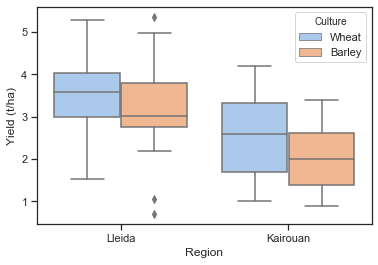 Culture
Wheat
Barley
Yield (t/ha)
5
4
3
2
1
Lleida
Kairouan
Region